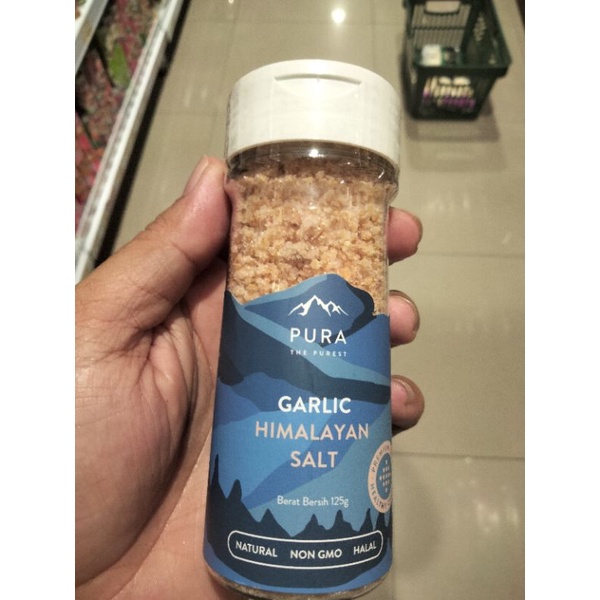 PURA
THE PUREST
GARLIC
HIMALAYAN
SALT
Berat Bersih 125g
NATURAL NON GMO HALAL